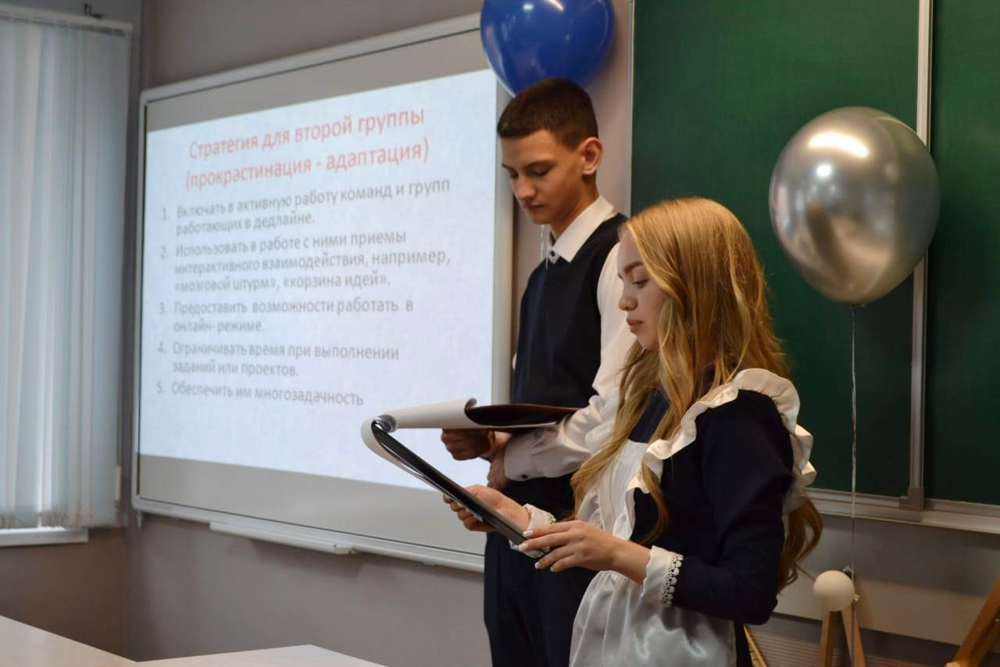 Стратегия для второй группы
(прокрастинация - адаптация)
1. Включать в активную работу команд и групп
работающих в дедлайне.
2. Использовать в работе с ними приемы
интерактивного взаимодействия, например,
«мозговой штурм», «корзина идей».
3. Предоставить возможности работать в
онлайн- режиме.
4. Ограничивать время при выполнении
заданий или проектов.
5. Обеспечить им многозадачность